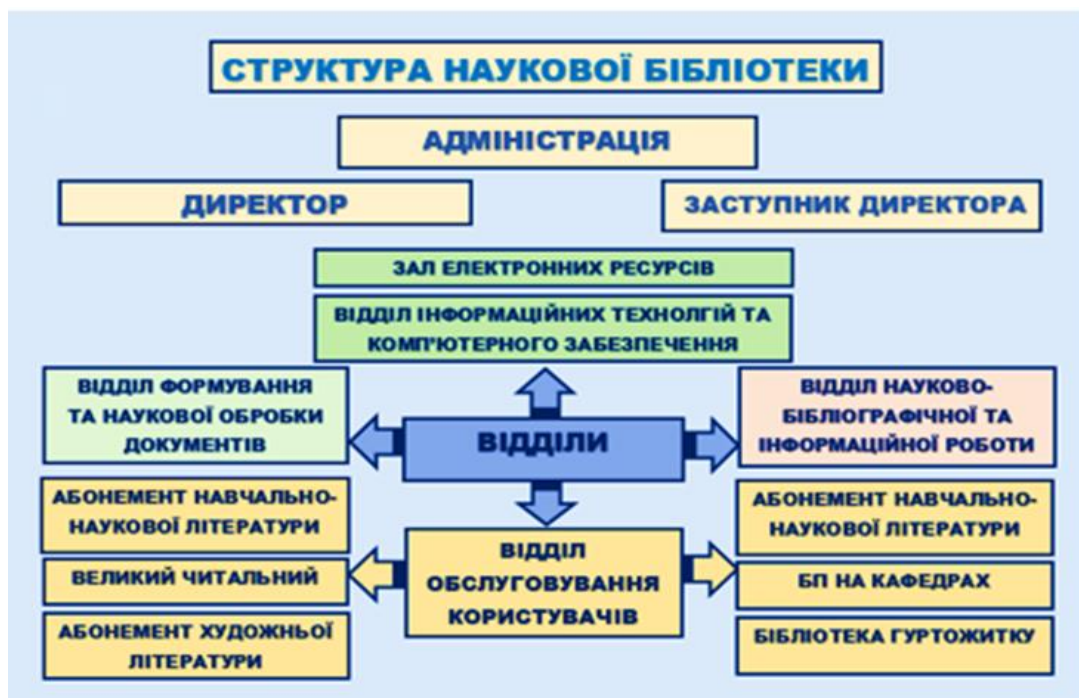 СТРУКТУРА НАУКОВОЇ БІБЛІОТЕКИ
АДМІНІСТРАЦІЯ
ДИРЕКТОР
ЗАСТУПНИК ДИРЕКТОРА
ЗАЛ ЕЛЕКТРОННИХ РЕСУРСІВ
ВІДДІЛ ІНФОРМАЦІЙНИХ ТЕХНОЛГІЙ ТА
КОМП'ЮТЕРНОГО ЗАБЕЗПЕЧЕННЯ
ВІДДІЛ ФОРМУВАННЯ
ТА НАУКОВОЇ ОБРОБКИ
ДОКУМЕНТІВ
ВІДДІЛИ
ВІДДІЛ НАУКОВО-
БІБЛІОГРАФІЧНОЇ ТА
ІНФОРМАЦІЙНОЇ РОБОТИ
АБОНЕМЕНТ НАВЧАЛЬНО-
НАУКОВОЇ ЛІТЕРАТУРИ
ВЕЛИКИЙ ЧИТАЛЬНИЙ
АБОНЕМЕНТ ХУДОЖНЬОЇ
ЛІТЕРАТУРИ
ВІДДІЛ
ОБСЛУГОВУВАННЯ
КОРИСТУВАЧІВ
АБОНЕМЕНТ НАВЧАЛЬНО-
НАУКОВОЇ ЛІТЕРАТУРИ
БП НА КАФЕДРАХ
БІБЛІОТЕКА ГУРТОЖИТКУ